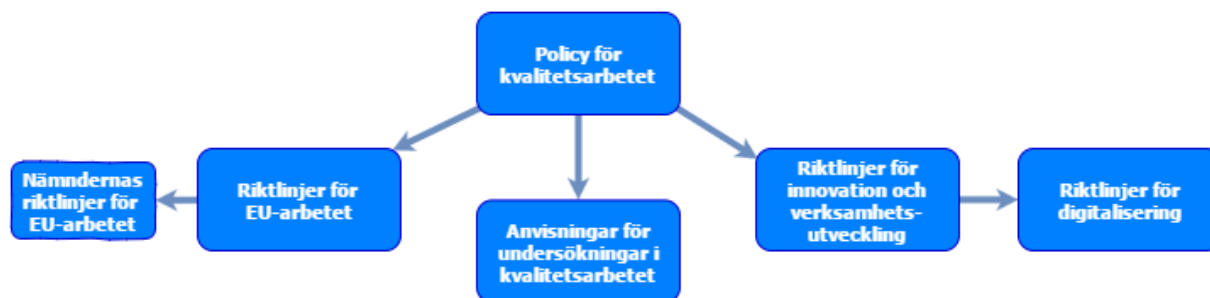 Policy för
kvalitetsarbetet
Nämndernas
riktlinjer för
EU-arbetet
Riktlinjer för
EU-arbetet
Anvisningar för
undersökningar i
kvalitetsarbetet
Riktlinjer för
innovation och
verksamhets-
utveckling
Riktlinjer för
digitalisering